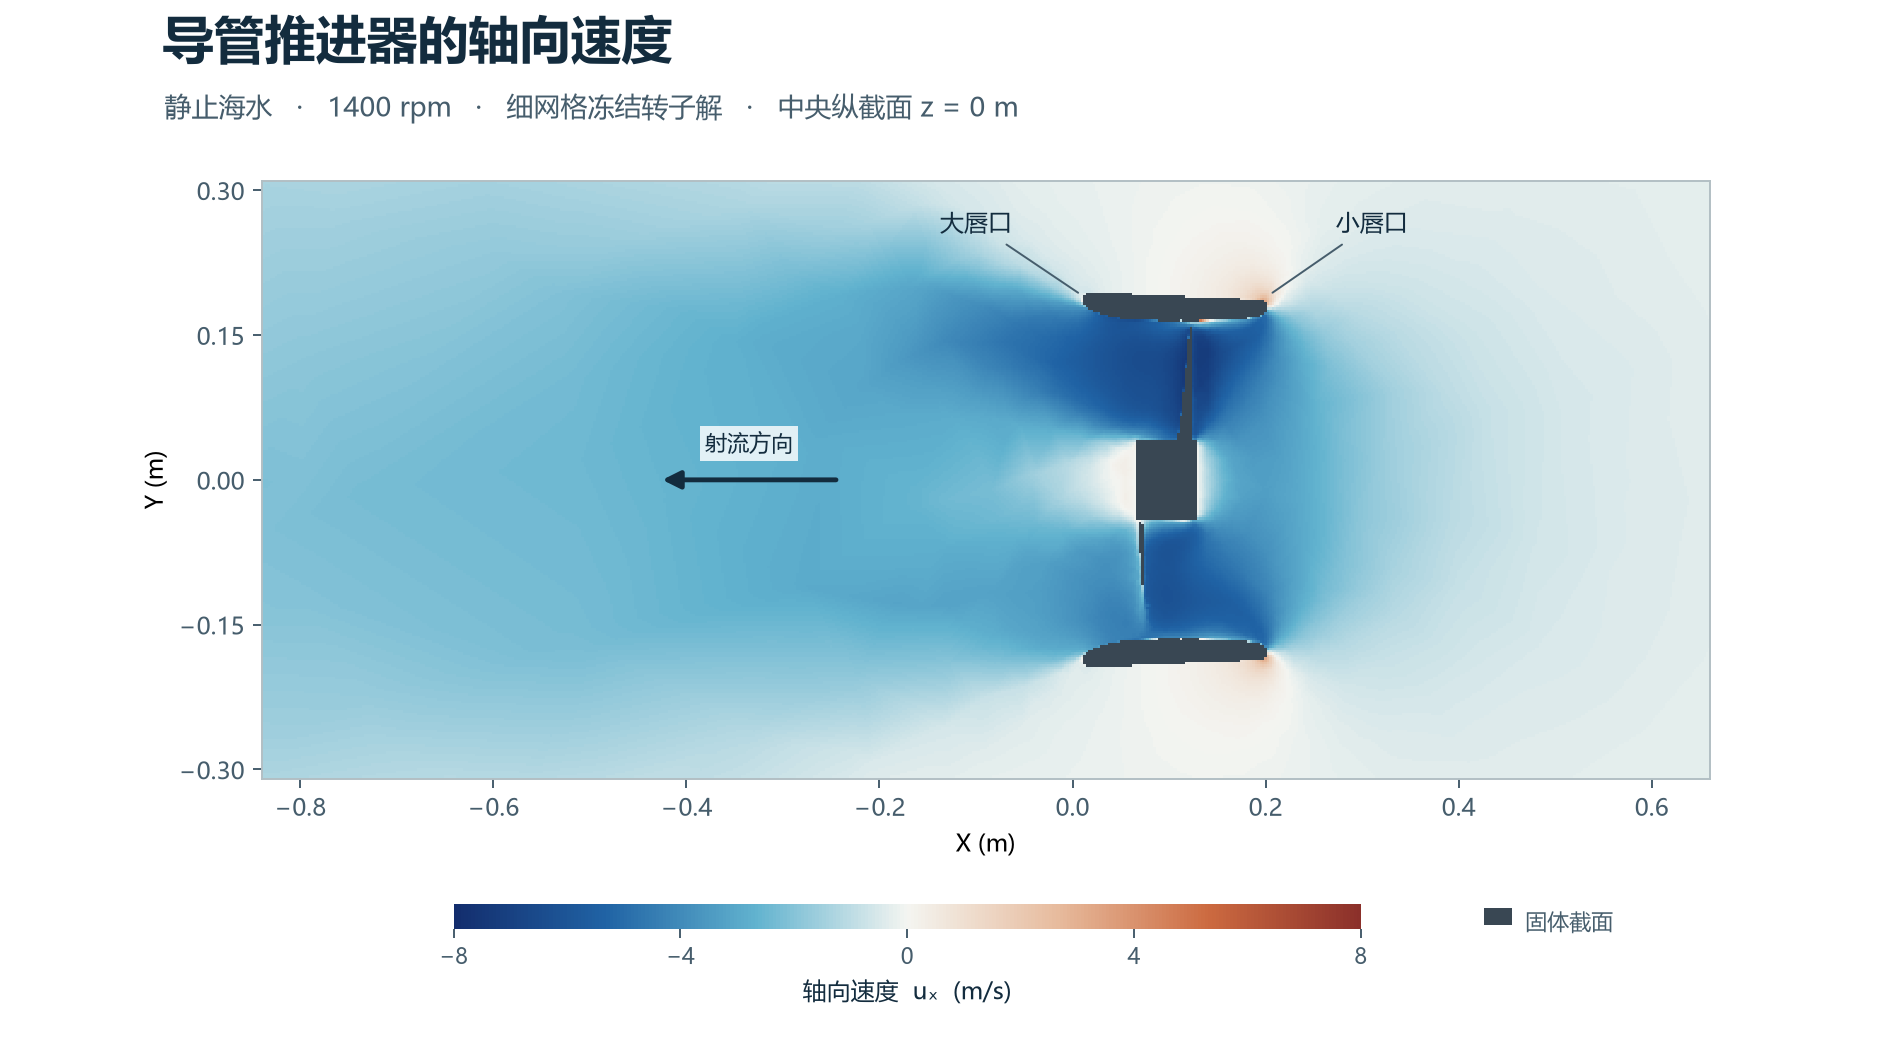 导管推进器的轴向速度
静止海水 · 1400 rpm · 细网格冻结转子解 · 中央纵截面 z = 0 m
大唇口
小唇口
射流方向
Y (m)
0.30
0.15
0.00
−0.15
−0.30
−0.8 −0.6 −0.4 −0.2 0.0 0.2 0.4 0.6
X (m)
−8 −4 0 4 8
轴向速度 uₓ (m/s)
固体截面